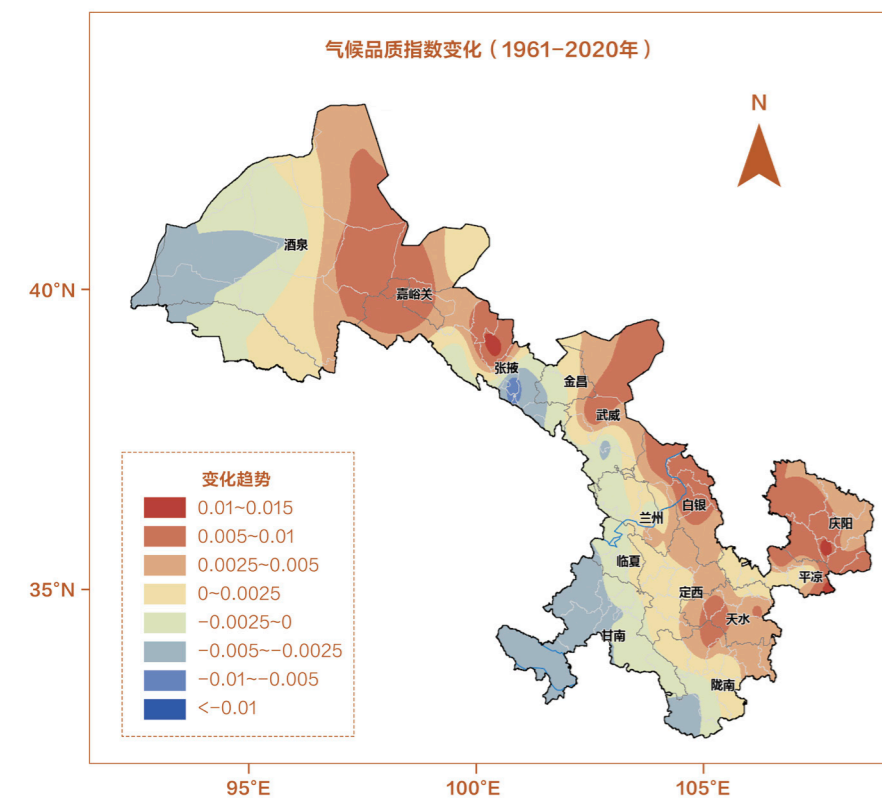 气候品质指数变化（1961-2020年）
N
酒泉
40°N
嘉峪关
张掖
金昌
武威
变化趋势
0.01~0.015
白银
0.005~0.01
兰州
庆阳
0.0025~0.005
临夏
平凉
35°N
0~0.0025
定西
-0.0025~0
天水
甘南
-0.005~-0.0025
-0.01~-0.005
陇南
<-0.01
95°E
100°E
105°E